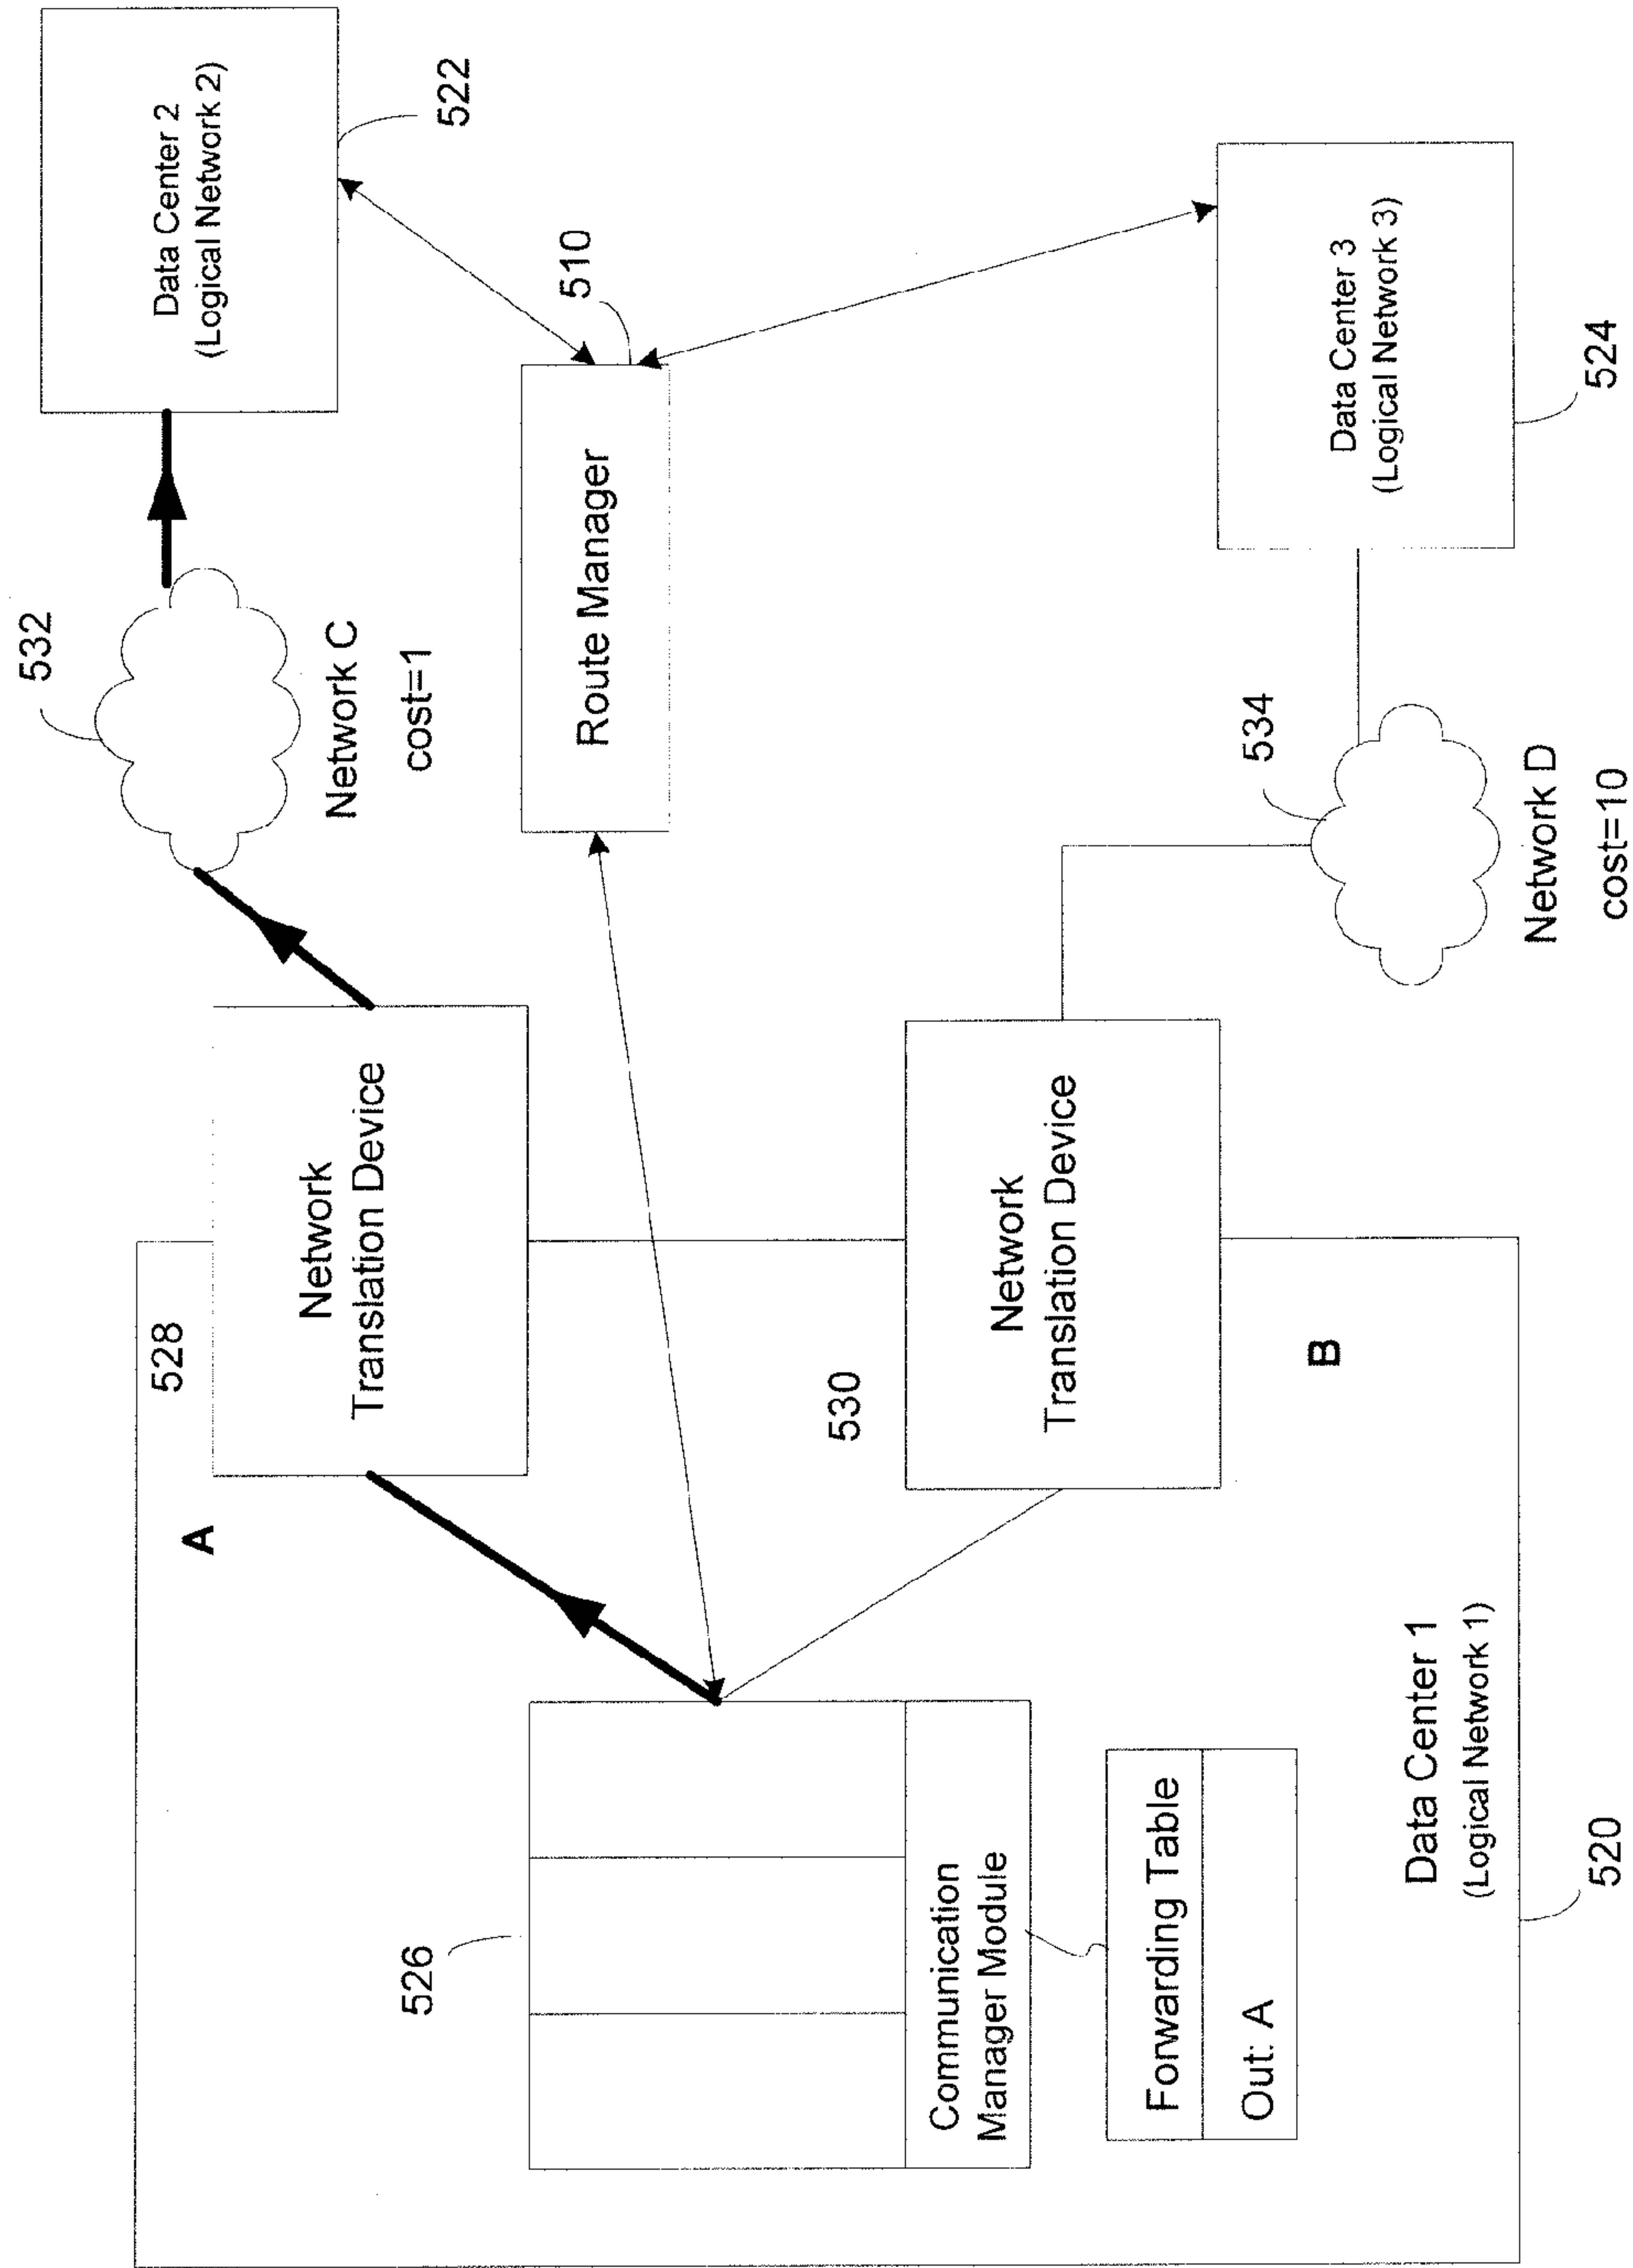 Data Center 2
(Logical Network 2)
522
532
Network C
cost=1
510
Route Manager
528
A
Network
Translation Device
Data Center 3
(Logical Network 3)
524
534
Network D
cost=10
530
Network
Translation Device
B
526
Communication
Manager Module
Forwarding Table
Out: A
Data Center 1
(Logical Network 1)
520